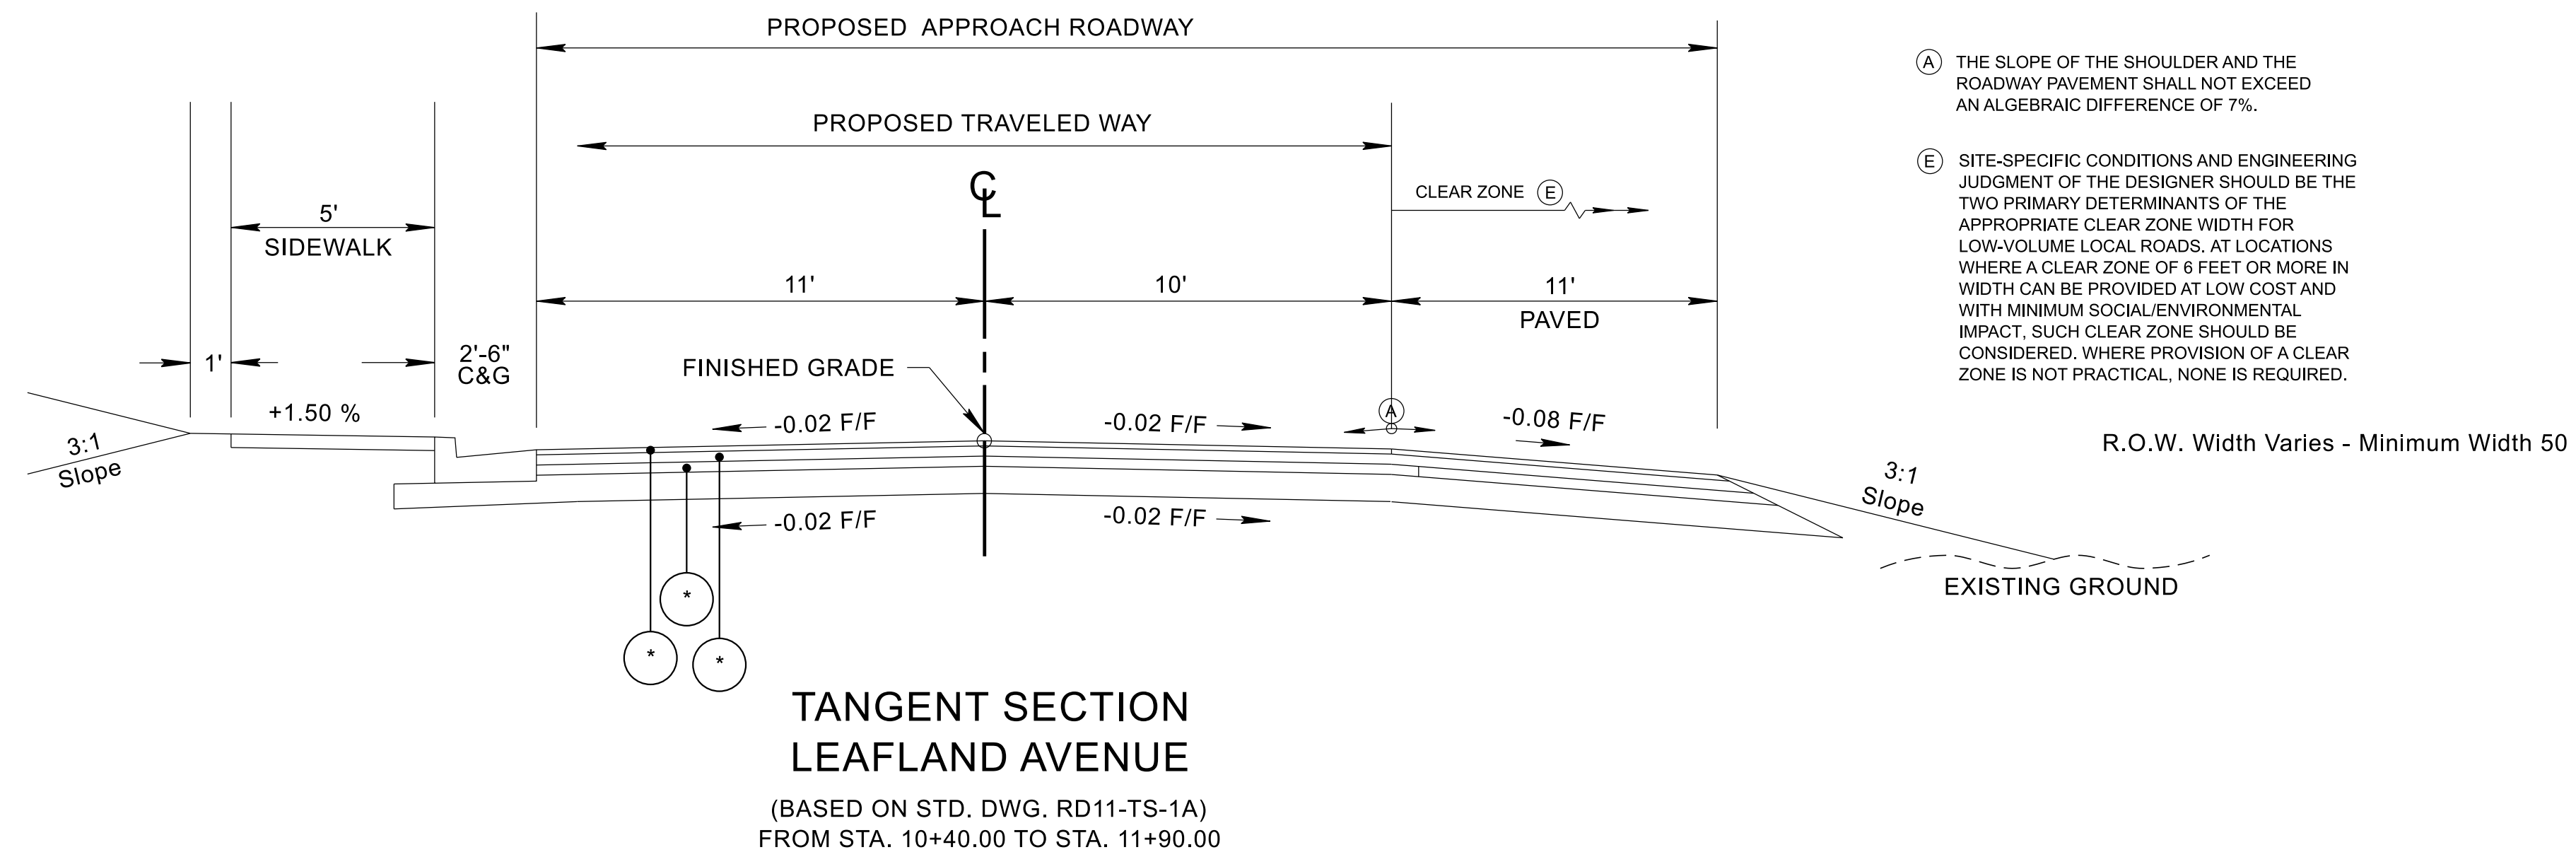 PROPOSED APPROACH ROADWAY
PROPOSED TRAVELED WAY
CL
CLEAR ZONE E
5'
SIDEWALK
11'
10'
11'
PAVED
1'
2'-6"
C&G
FINISHED GRADE
+1.50 %
-0.02 F/F
-0.02 F/F
A
-0.08 F/F
3:1
Slope
3:1
Slope
-0.02 F/F
-0.02 F/F
EXISTING GROUND
*
*
*
A THE SLOPE OF THE SHOULDER AND THE
ROADWAY PAVEMENT SHALL NOT EXCEED
AN ALGEBRAIC DIFFERENCE OF 7%.
E SITE-SPECIFIC CONDITIONS AND ENGINEERING
JUDGMENT OF THE DESIGNER SHOULD BE THE
TWO PRIMARY DETERMINANTS OF THE
APPROPRIATE CLEAR ZONE WIDTH FOR
LOW-VOLUME LOCAL ROADS. AT LOCATIONS
WHERE A CLEAR ZONE OF 6 FEET OR MORE IN
WIDTH CAN BE PROVIDED AT LOW COST AND
WITH MINIMUM SOCIAL/ENVIRONMENTAL
IMPACT, SUCH CLEAR ZONE SHOULD BE
CONSIDERED. WHERE PROVISION OF A CLEAR
ZONE IS NOT PRACTICAL, NONE IS REQUIRED.
R.O.W. Width Varies - Minimum Width 50
TANGENT SECTION
LEAFLAND AVENUE
(BASED ON STD. DWG. RD11-TS-1A)
FROM STA. 10+40.00 TO STA. 11+90.00